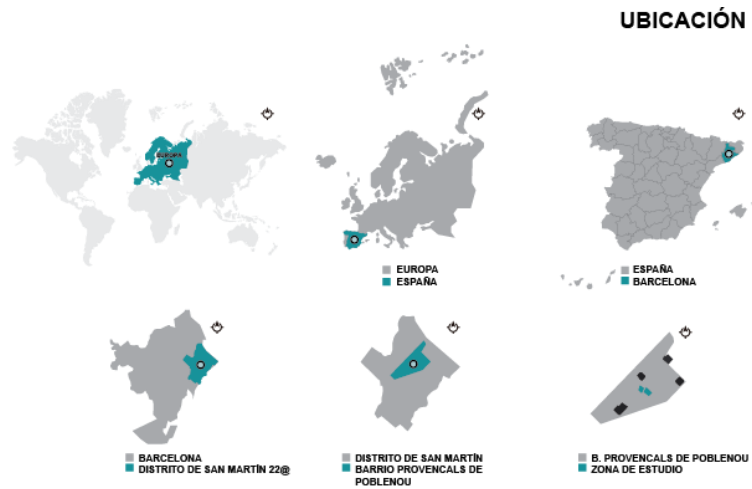 UBICACIÓN
EUROPA
EUROPA
ESPAÑA
ESPAÑA
BARCELONA
BARCELONA
DISTRITO DE SAN MARTÍN 22@
DISTRITO DE SAN MARTÍN
BARRIO PROVENCALS DE
POBLENOU
B. PROVENCALS DE POBLENOU
ZONA DE ESTUDIO